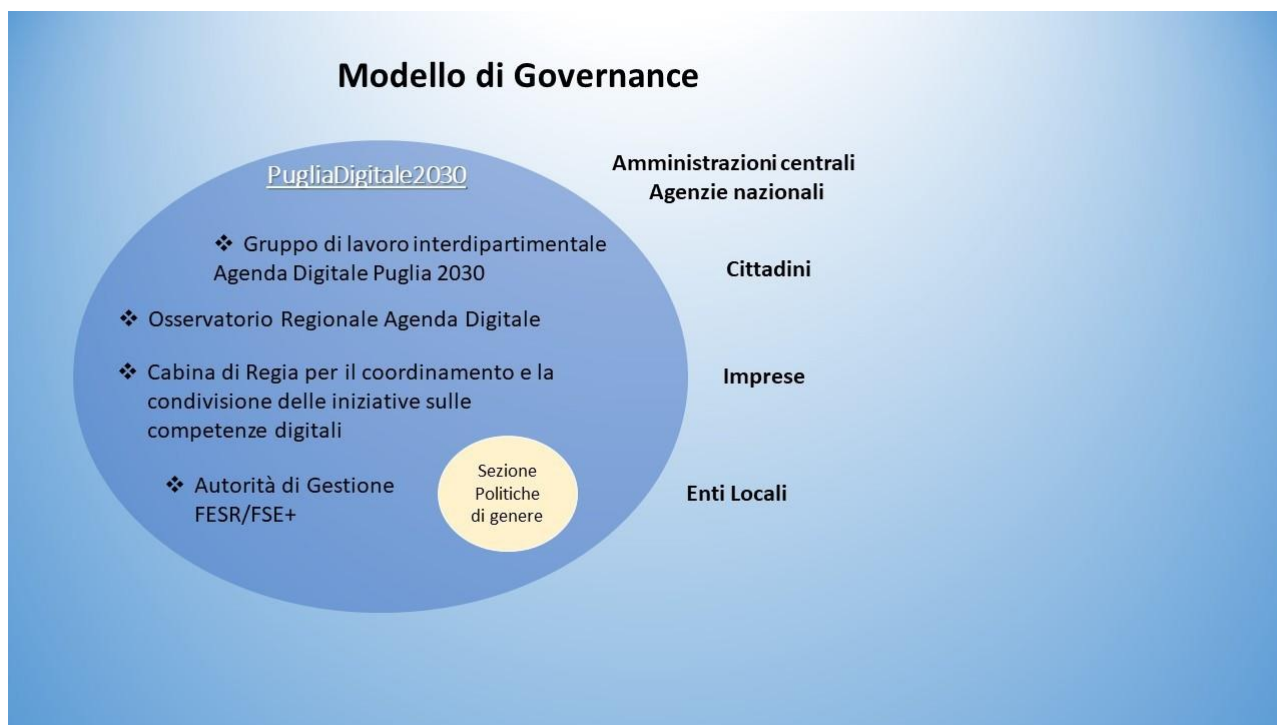 Modello di Governance
PugliaDigitale2030
❖ Gruppo di lavoro interdipartimentale
Agenda Digitale Puglia 2030
❖ Osservatorio Regionale Agenda Digitale
❖ Cabina di Regia per il coordinamento e la
condivisione delle iniziative sulle
competenze digitali
❖ Autorità di Gestione
FESR/FSE+
Sezione
Politiche
di genere
Amministrazioni centrali
Agenzie nazionali
Cittadini
Imprese
Enti Locali